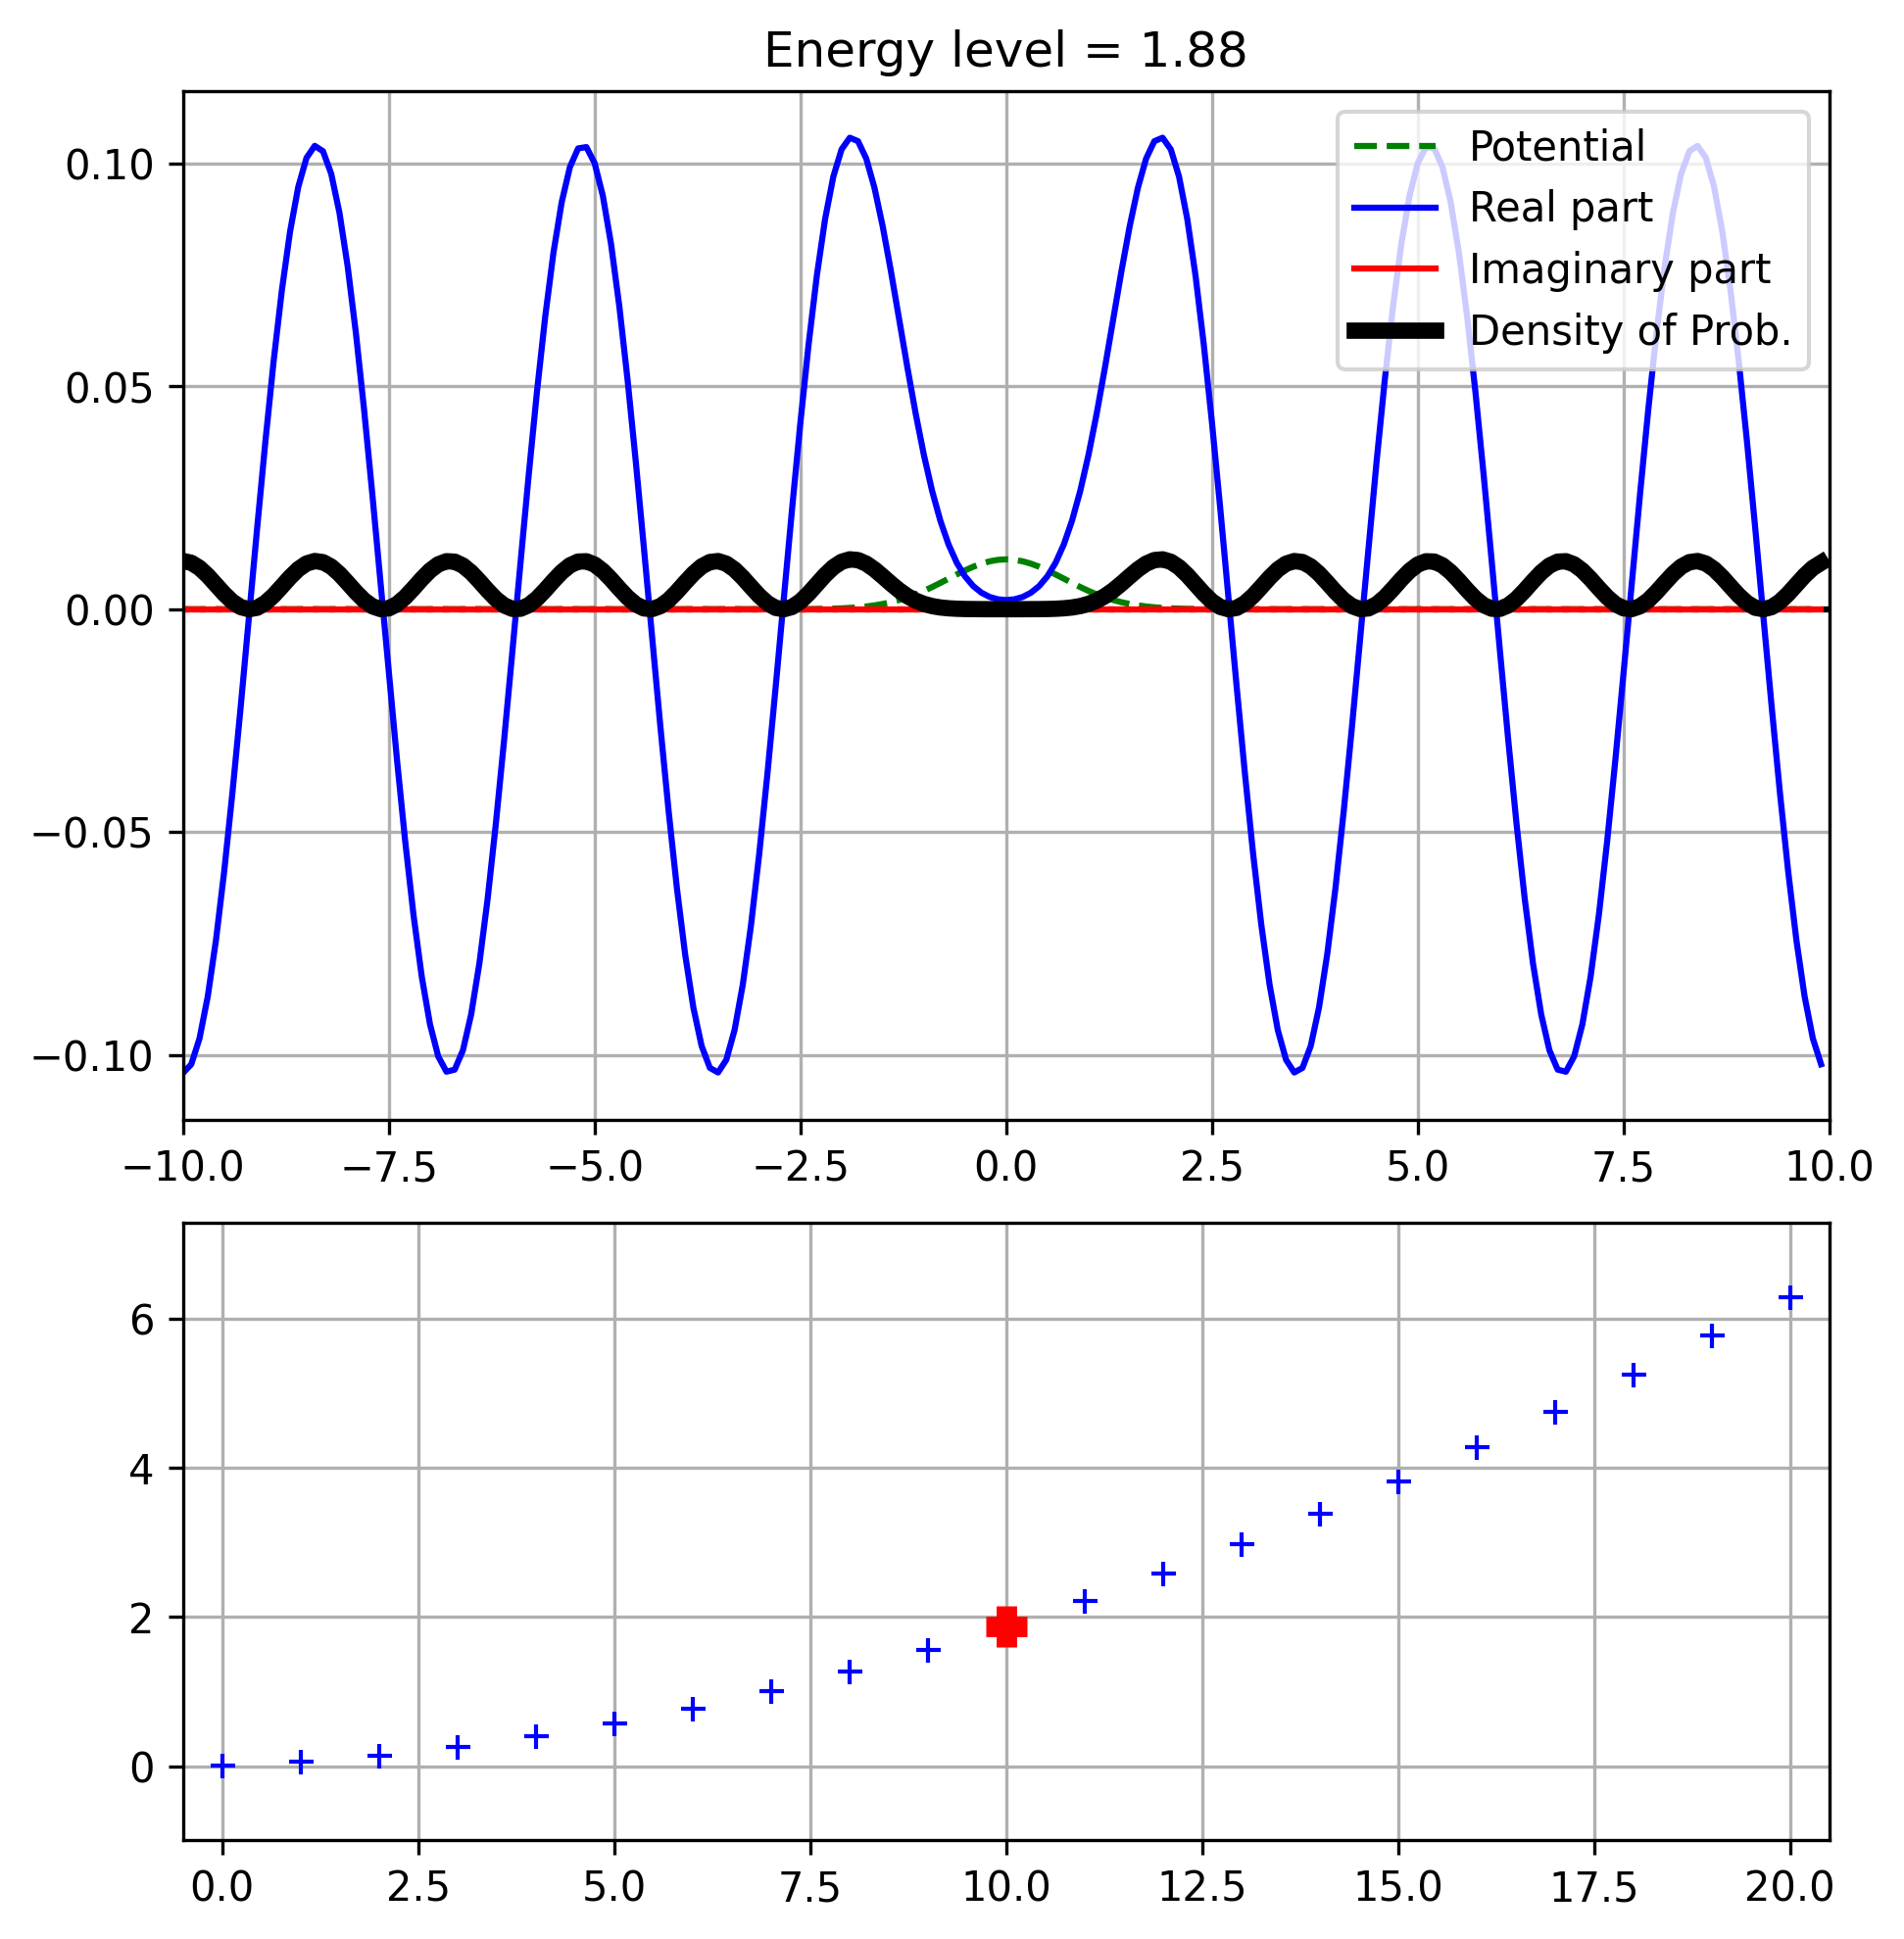 Energy level = 1.88
Potential
Real part
Imaginary part
Density of Prob.
0.10
0.05
0.00
−0.05
−0.10
−10.0 −7.5 −5.0 −2.5 0.0 2.5 5.0 7.5 10.0
6
4
2
0
0.0 2.5 5.0 7.5 10.0 12.5 15.0 17.5 20.0